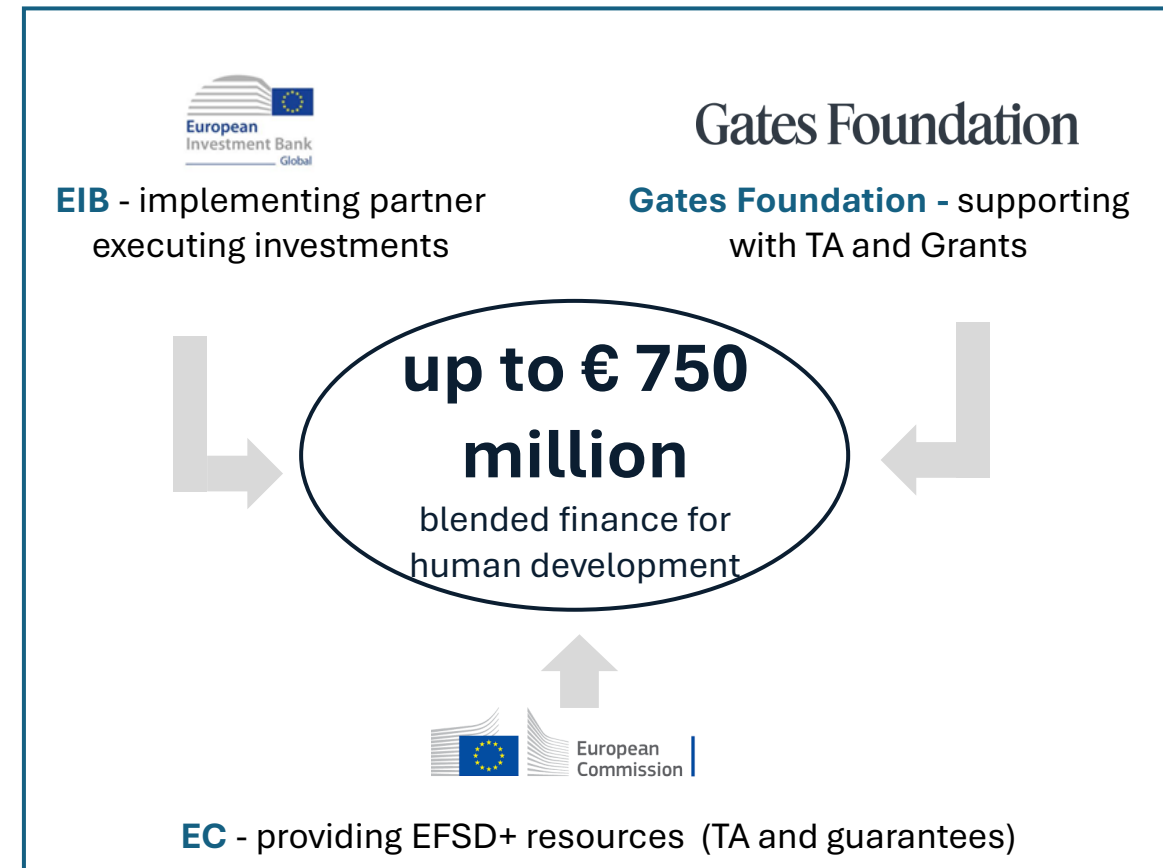 European
Investment Bank
Global
Gates Foundation
EIB - implementing partner
executing investments
Gates Foundation - supporting
with TA and Grants
up to € 750
million
blended finance for
human development
European
Commission
EC - providing EFSD+ resources (TA and guarantees)